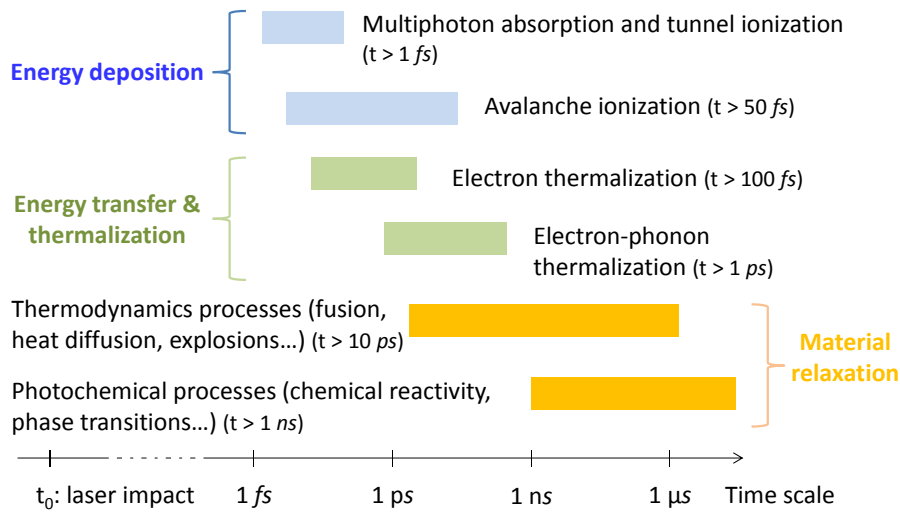 Multiphoton absorption and tunnel ionization
(t > 1 fs)
Energy deposition
Avalanche ionization (t > 50 fs)
Electron thermalization (t > 100 fs)
Energy transfer &
thermalization
Electron-phonon
thermalization (t > 1 ps)
Thermodynamics processes (fusion,
heat diffusion, explosions…) (t > 10 ps)
Material
relaxation
Photochemical processes (chemical reactivity,
phase transitions…) (t > 1 ns)
t₀: laser impact 1 fs 1 ps 1 ns 1 µs Time scale